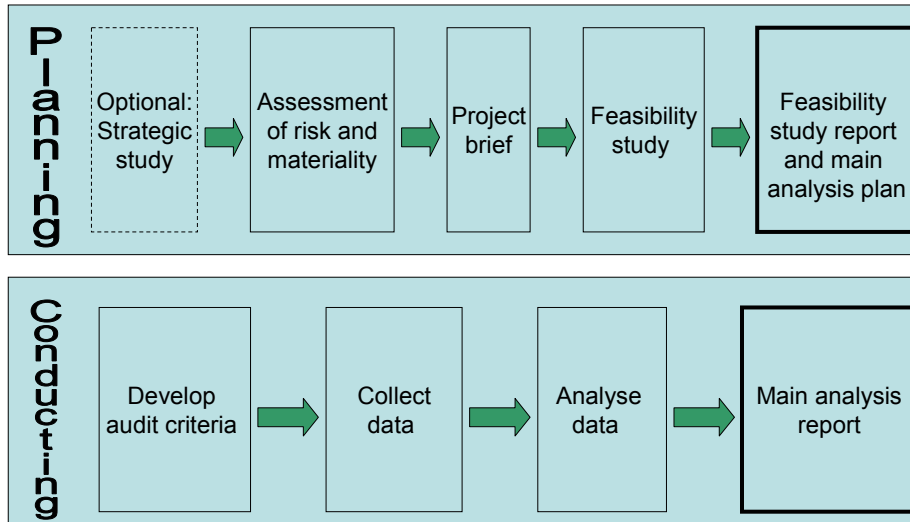 Planning
Optional:
Strategic
study
Assessment
of risk and
materiality
Project
brief
Feasibility
study
Feasibility
study report
and main
analysis plan
Conducting
Develop
audit criteria
Collect
data
Analyse
data
Main analysis
report